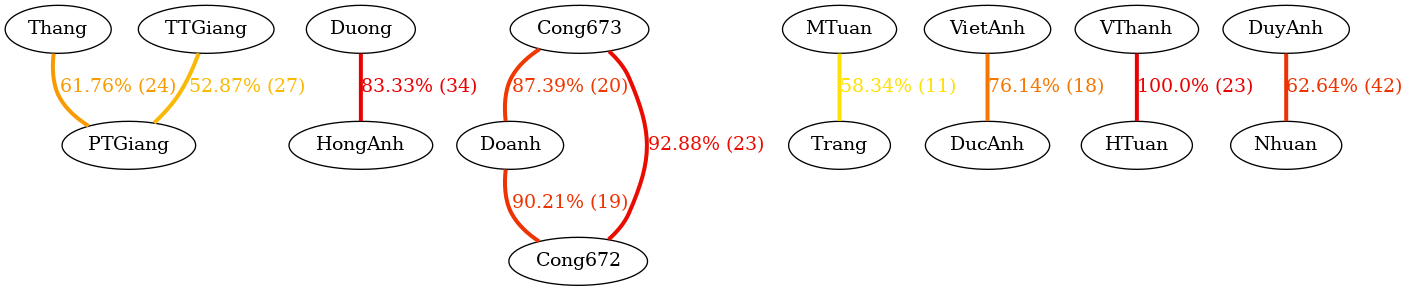 Thang TTGiang Duong Cong673 MTuan VietAnh VThanh DuyAnh
61.76% (24) 52.87% (27) 83.33% (34) 87.39% (20) 58.34% (11) 76.14% (18) 100.0% (23) 62.64% (42)
PTGiang HongAnh Doanh 92.88% (23) Trang DucAnh HTuan Nhuan
90.21% (19)
Cong672